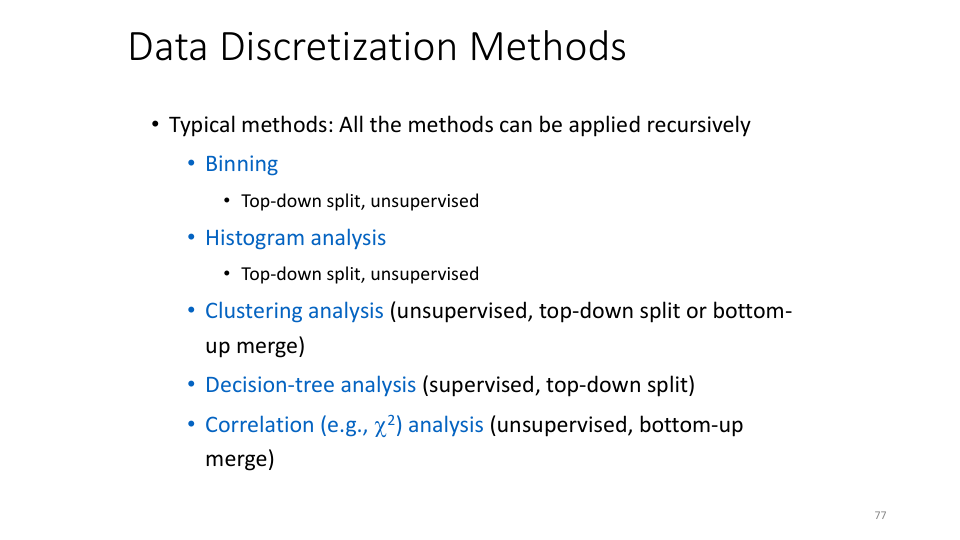 Data Discretization Methods
• Typical methods: All the methods can be applied recursively
• Binning
• Top-down split, unsupervised
• Histogram analysis
• Top-down split, unsupervised
• Clustering analysis (unsupervised, top-down split or bottom-
up merge)
• Decision-tree analysis (supervised, top-down split)
• Correlation (e.g., χ²) analysis (unsupervised, bottom-up
merge)
77